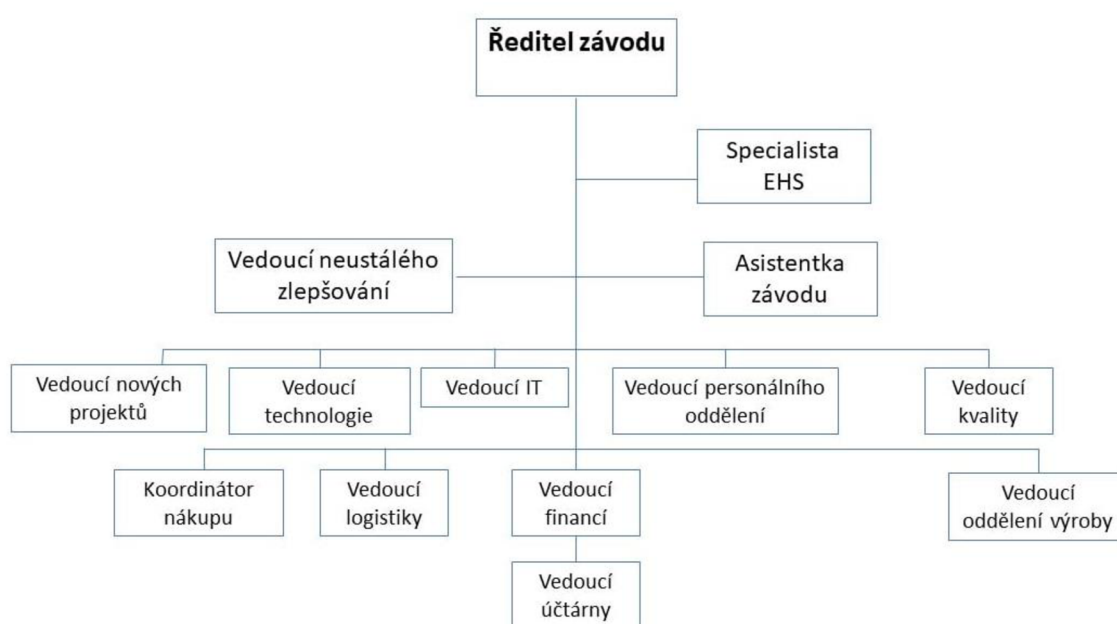 Ředitel závodu
Specialista
EHS
Vedoucí neustálého
zlepšování
Asistentka
závodu
Vedoucí nových
projektů
Vedoucí
technologie
Vedoucí IT
Vedoucí personálního
oddělení
Vedoucí
kvality
Koordinátor
nákupu
Vedoucí
logistiky
Vedoucí
financí
Vedoucí
oddělení výroby
Vedoucí
účtárny